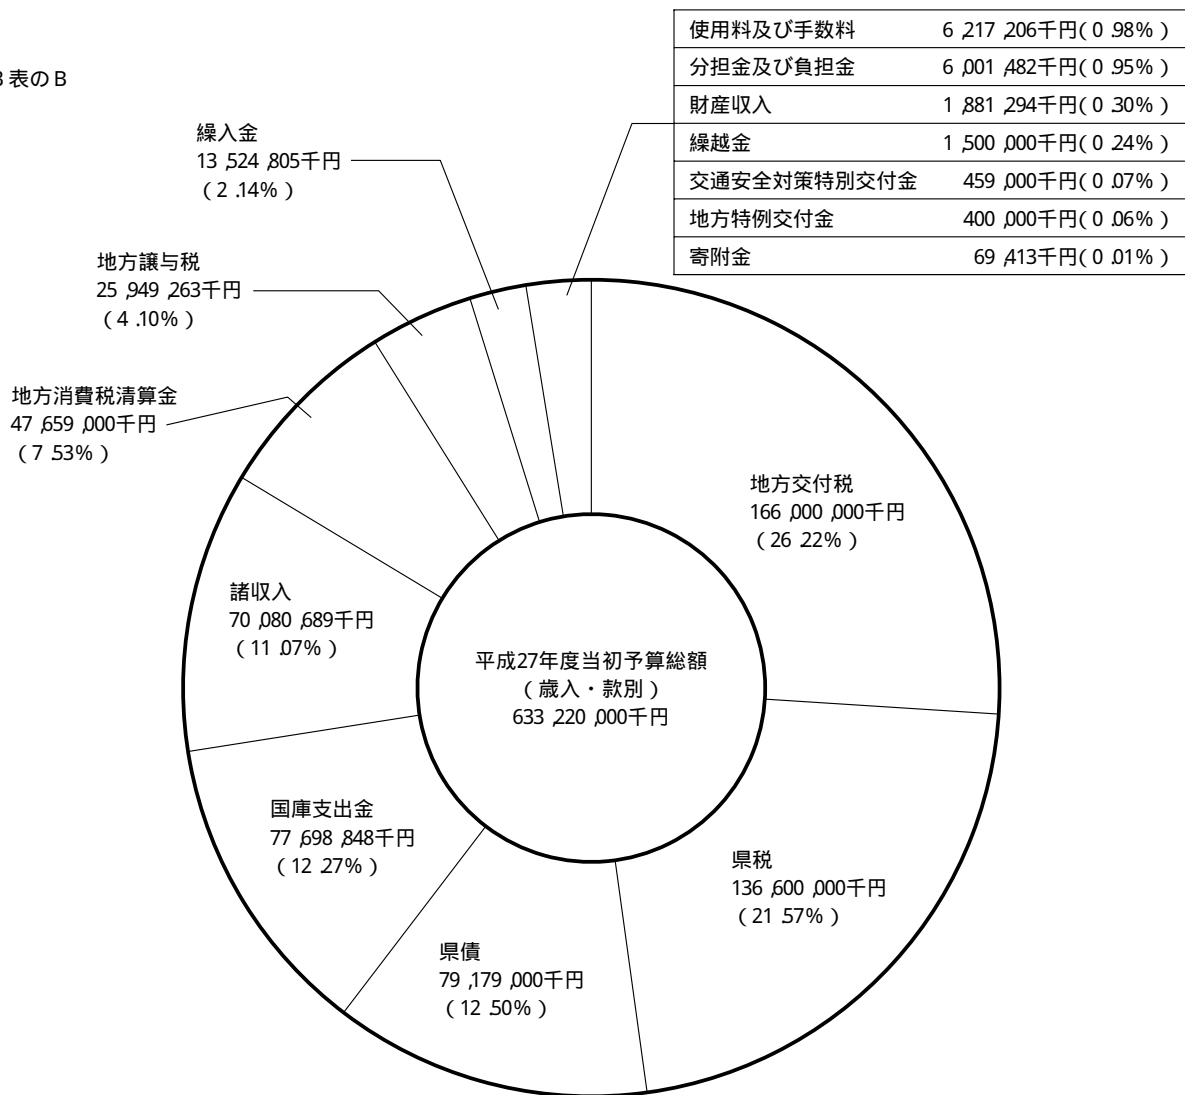 使用料及び手数料 6,217,206千円(0.98%)
分担金及び負担金 6,001,482千円(0.95%)
財産収入 1,881,294千円(0.30%)
繰越金 1,500,000千円(0.24%)
交通安全対策特別交付金 459,000千円(0.07%)
地方特例交付金 400,000千円(0.06%)
寄附金 69,413千円(0.01%)
表のB
繰入金
13,524,805千円
(2.14%)
地方譲与税
25,949,263千円
(4.10%)
地方消費税清算金
47,659,000千円
(7.53%)
地方交付税
166,000,000千円
(26.22%)
諸収入
70,080,689千円
(11.07%)
平成27年度当初予算総額
(歳入・款別)
633,220,000千円
国庫支出金
77,698,848千円
(12.27%)
県税
136,600,000千円
(21.57%)
県債
79,179,000千円
(12.50%)